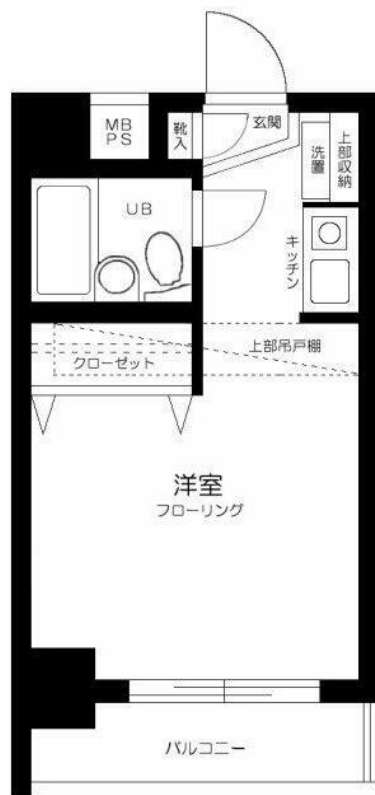 MB
PS
靴入
玄関
洗置
上部収納
UB
キッチン
上部吊戸棚
クローゼット
洋室
フローリング
バルコニー